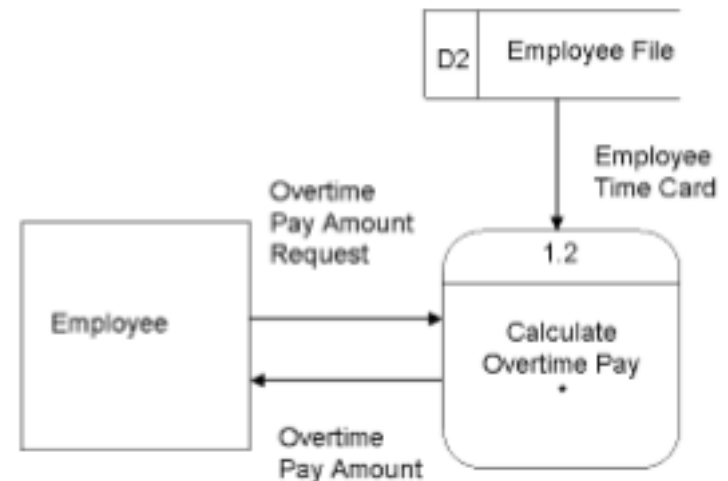 D2
Employee File
Employee
Time Card
Overtime
Pay Amount
Request
1.2
Employee
Calculate
Overtime Pay
*
Overtime
Pay Amount